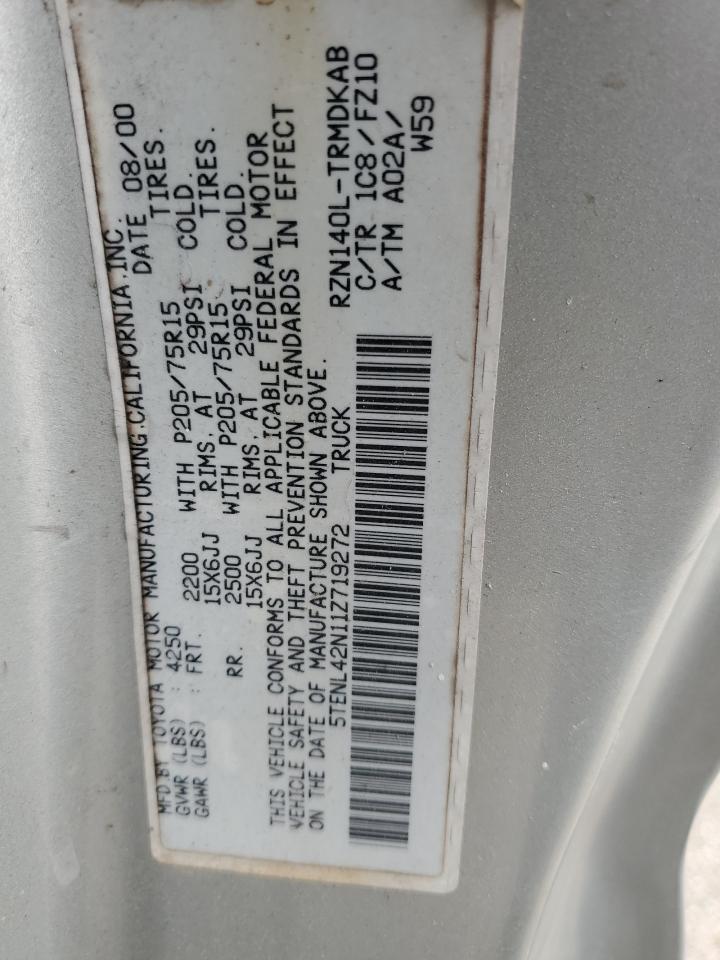 MFD BY TOYOTA MOTOR MANUFACTURING.CALIFORNIA,INC.
GVWR (LBS) : 4250 DATE 08/00
GAWR (LBS) : FRT. 2200 WITH P205/75R15 TIRES.
15X6JJ RIMS, AT 29PSI COLD.
RR. 2500 WITH P205/75R15 TIRES.
15X6JJ RIMS, AT 29PSI COLD.
THIS VEHICLE CONFORMS TO ALL APPLICABLE FEDERAL MOTOR
VEHICLE SAFETY AND THEFT PREVENTION STANDARDS IN EFFECT
ON THE DATE OF MANUFACTURE SHOWN ABOVE.
5TENL42N11Z719272 TRUCK
RZN140L-TRMDKAB
C/TR 1C8/FZ10
A/TM A02A/
W59